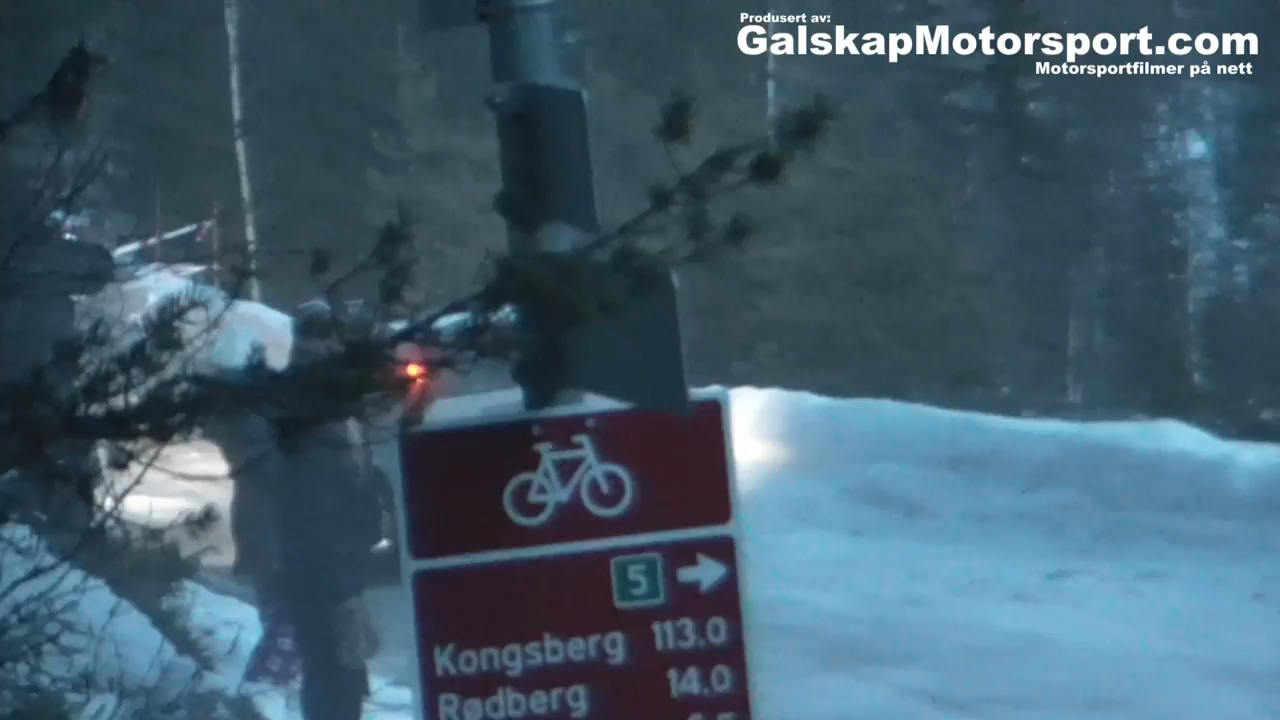 Produsert av:
GalskapMotorsport.com
Motorsportfilmer på nett
5
Kongsberg 113.0
Rødberg 14.0